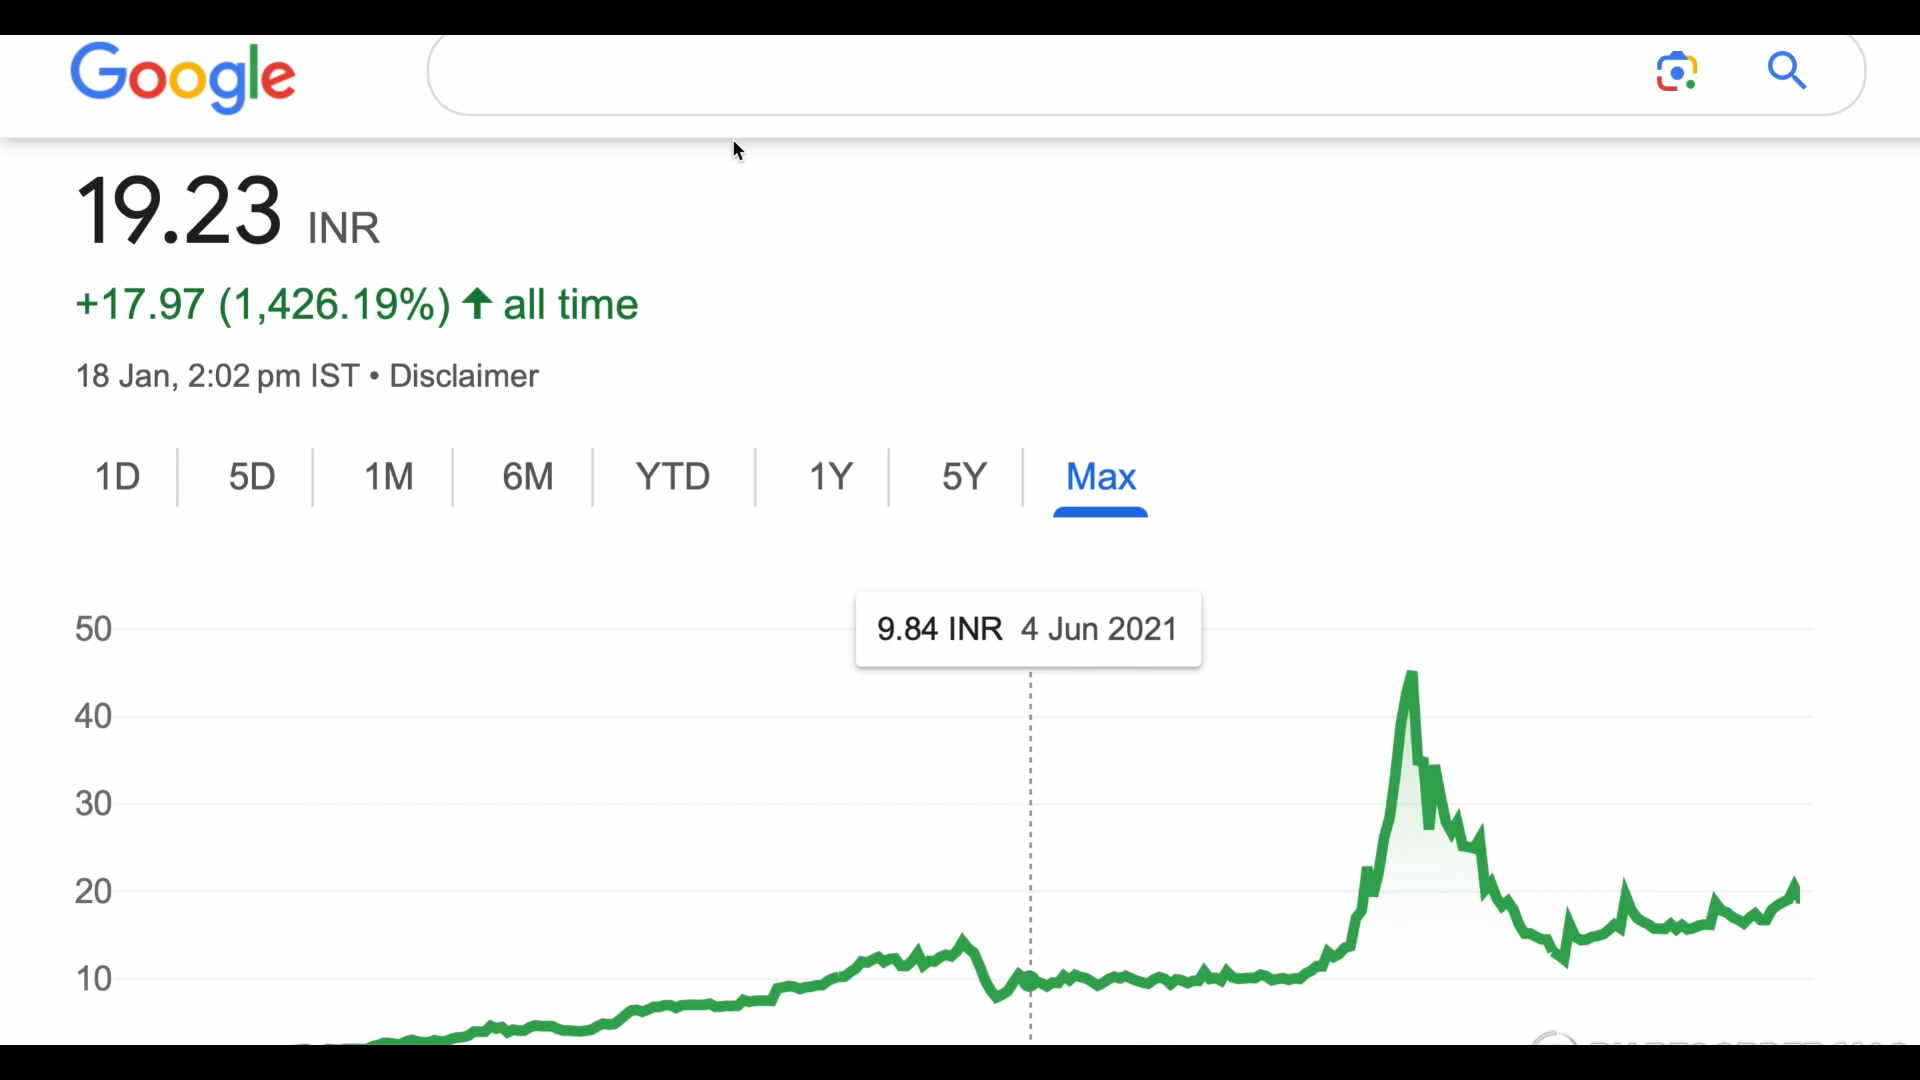 Google
19.23 INR
+17.97 (1,426.19%) ↑ all time
18 Jan, 2:02 pm IST • Disclaimer
1D 5D 1M 6M YTD 1Y 5Y Max
9.84 INR 4 Jun 2021
50
40
30
20
10